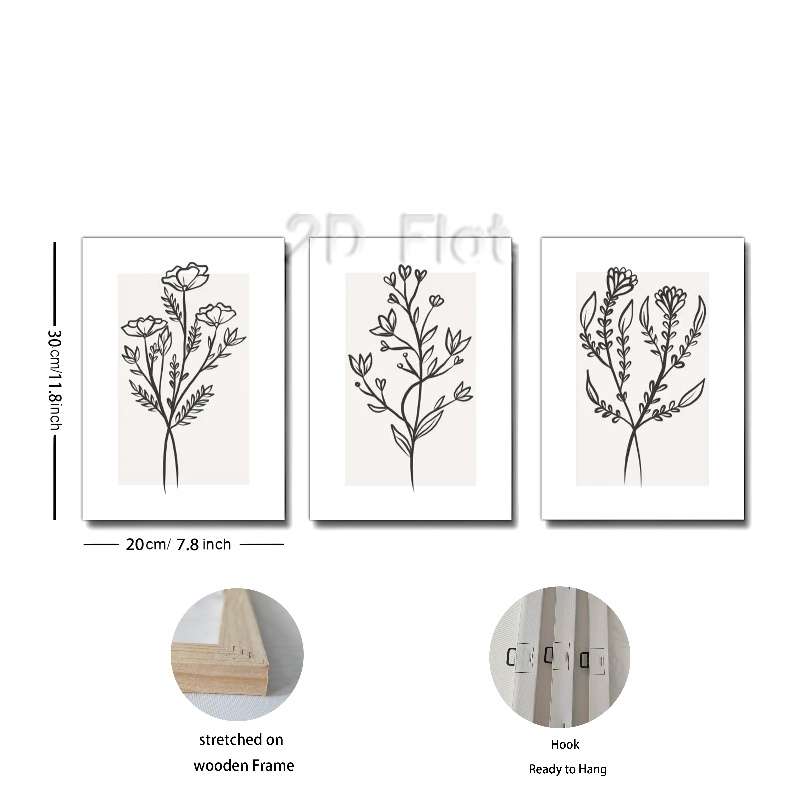 2D Flat
30cm/11.8inch
20cm/ 7.8 inch
stretched on
wooden Frame
Hook
Ready to Hang